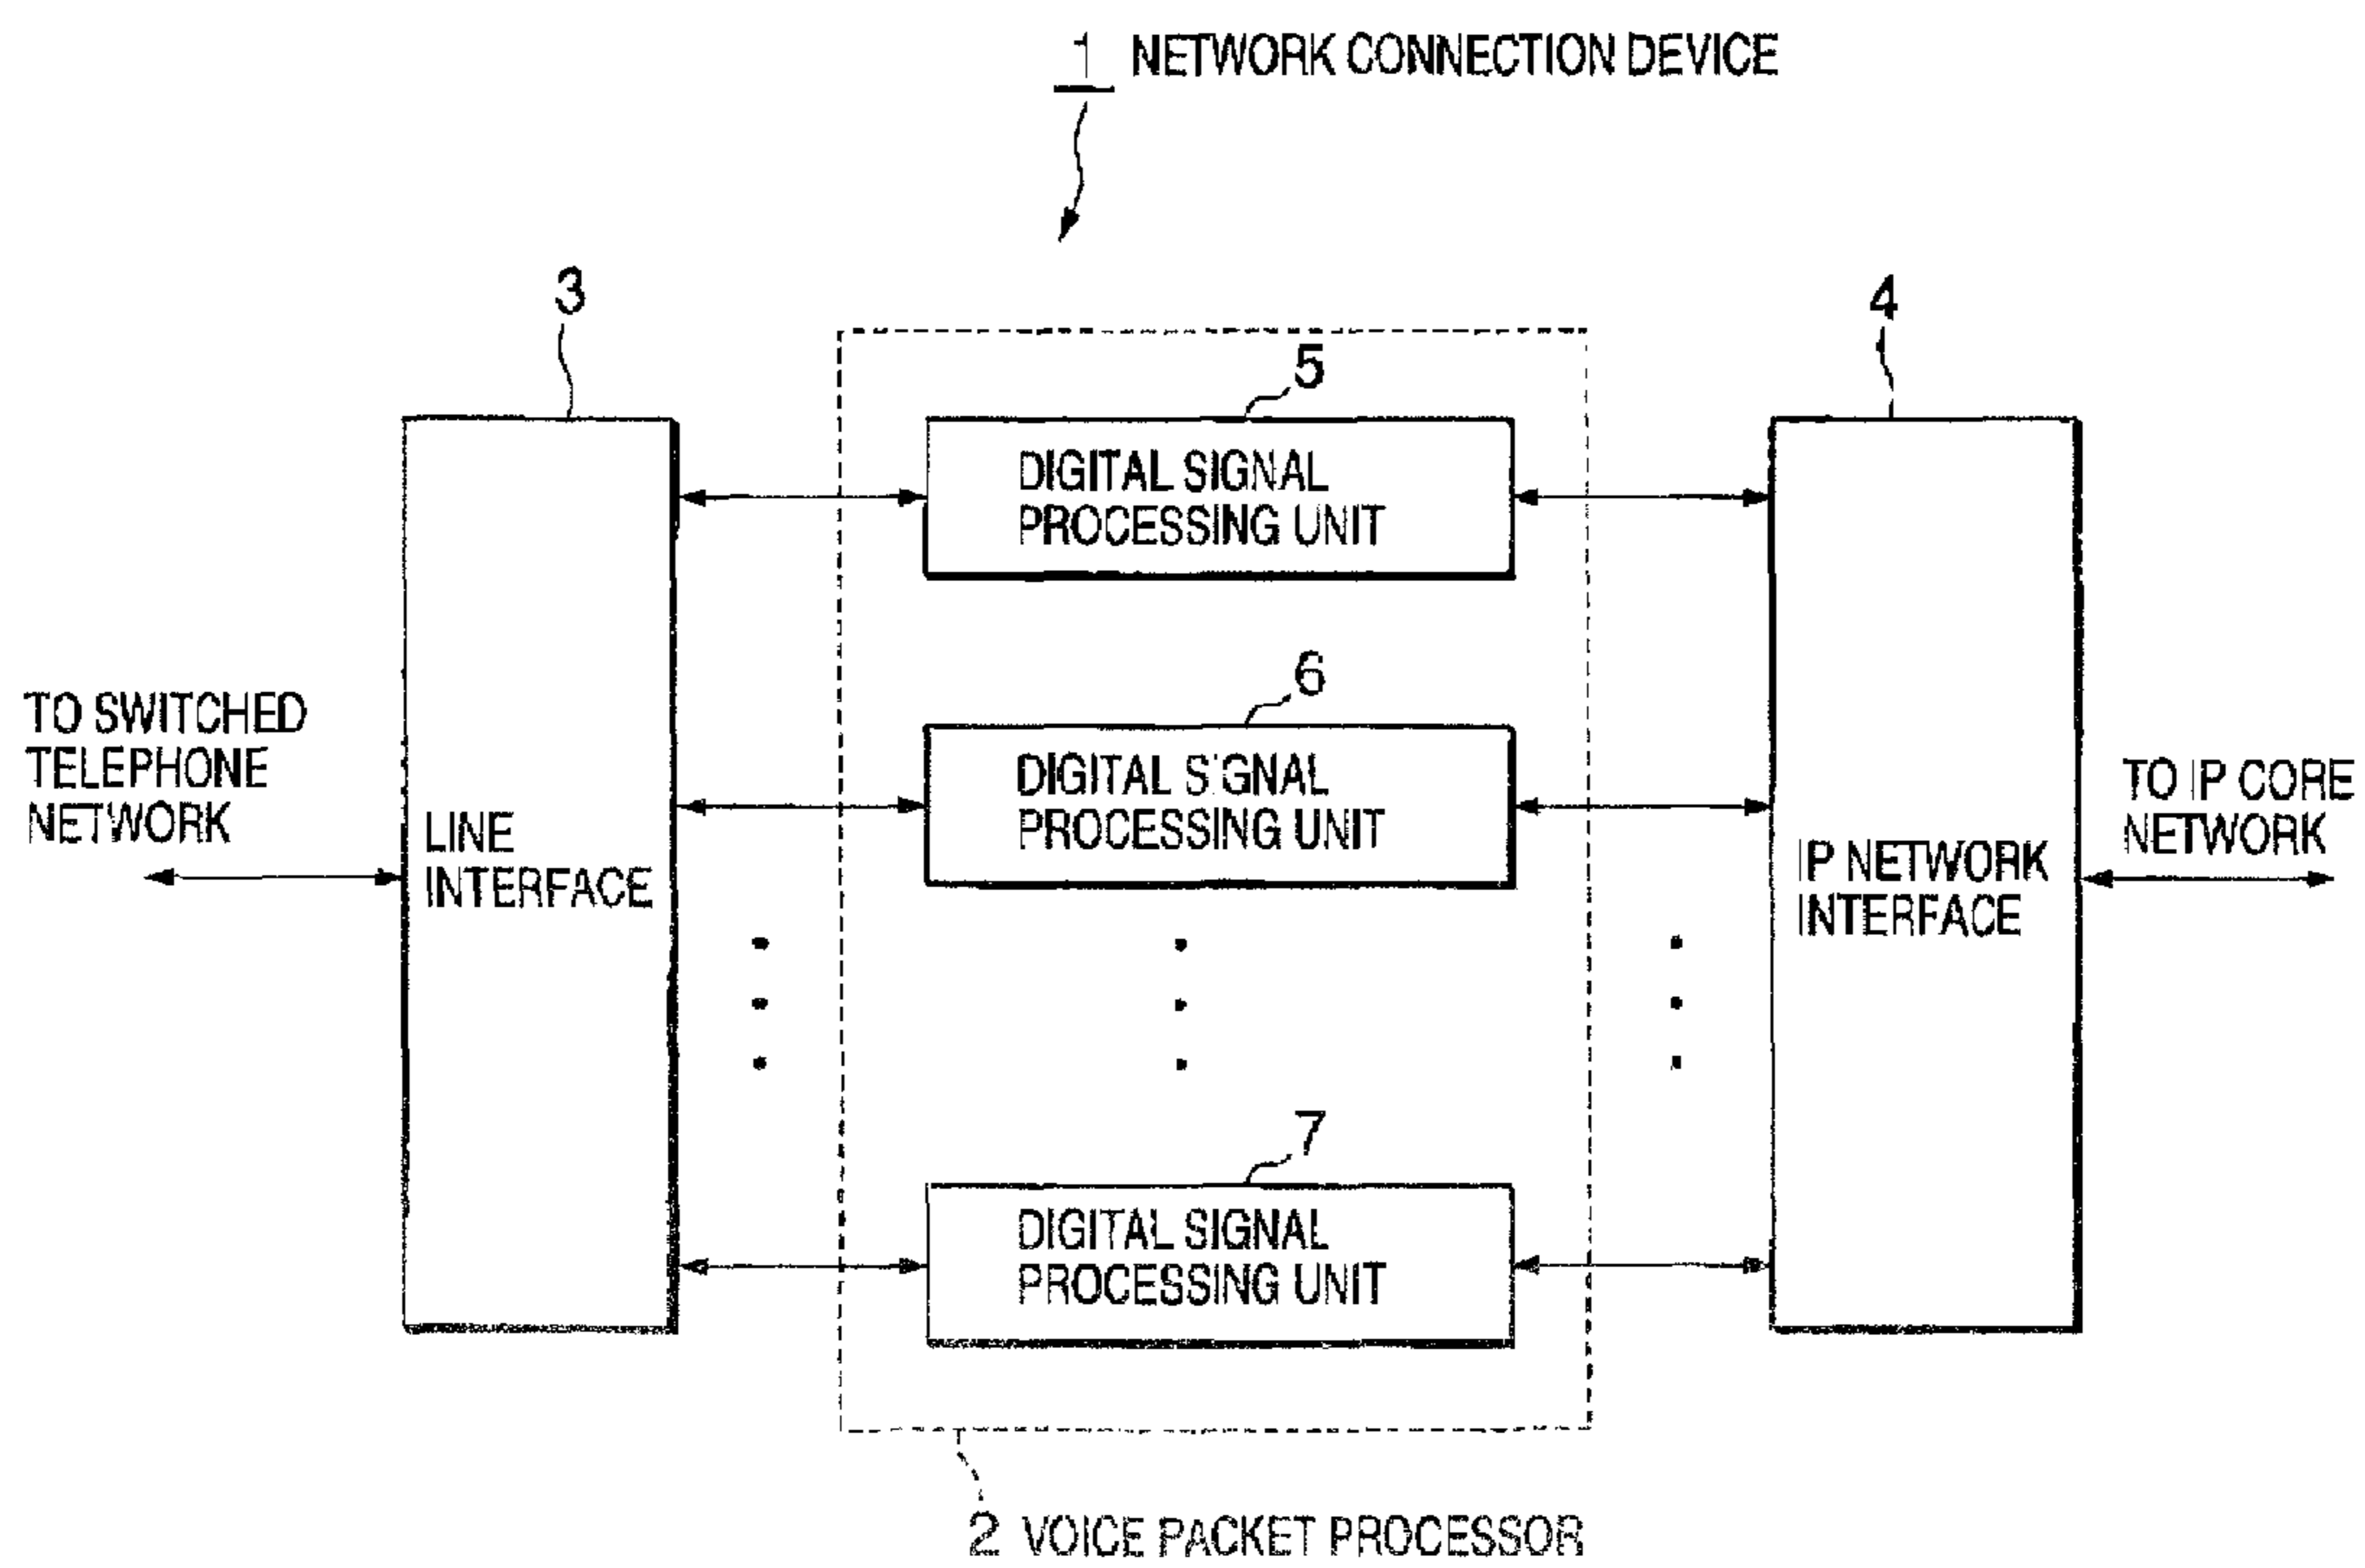 1 NETWORK CONNECTION DEVICE
3
4
5
DIGITAL SIGNAL
PROCESSING UNIT
6
DIGITAL SIGNAL
PROCESSING UNIT
TO SWITCHED
TELEPHONE
NETWORK
LINE
INTERFACE
TO IP CORE
NETWORK
IP NETWORK
INTERFACE
7
DIGITAL SIGNAL
PROCESSING UNIT
2 VOICE PACKET PROCESSOR